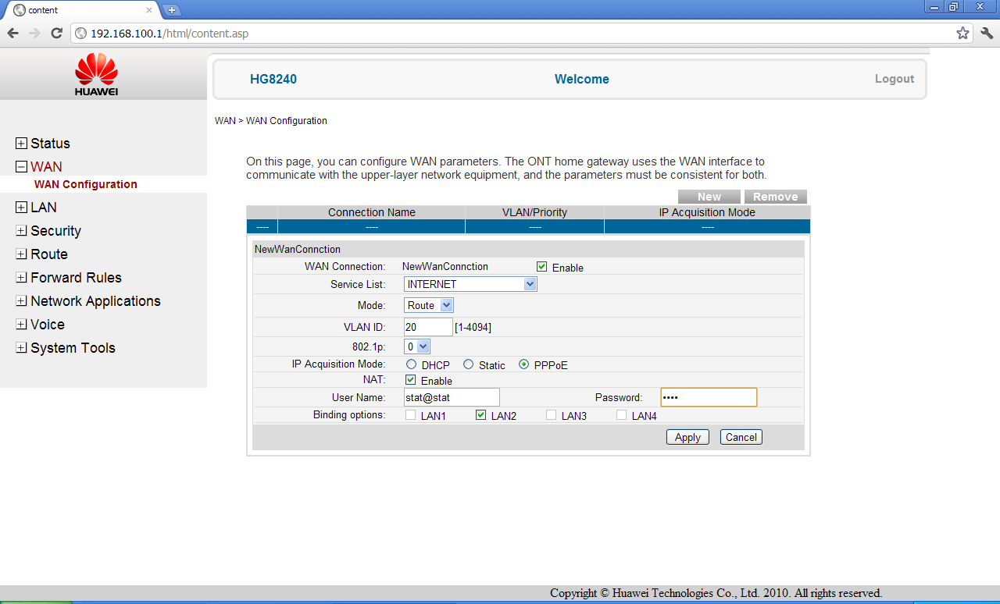 content
192.168.100.1/html/content.asp
HUAWEI
HG8240 Welcome Logout
WAN > WAN Configuration
Status
WAN
WAN Configuration
LAN
Security
Route
Forward Rules
Network Applications
Voice
System Tools
On this page, you can configure WAN parameters. The ONT home gateway uses the WAN interface to
communicate with the upper-layer network equipment, and the parameters must be consistent for both.
New Remove
Connection Name VLAN/Priority IP Acquisition Mode
---- ---- ---- ----
NewWanConnction
WAN Connection: NewWanConnction Enable
Service List: INTERNET
Mode: Route
VLAN ID: 20 [1-4094]
802.1p: 0
IP Acquisition Mode: DHCP Static PPPoE
NAT: Enable
User Name: stat@stat Password: ••••
Binding options: LAN1 LAN2 LAN3 LAN4
Apply Cancel
Copyright © Huawei Technologies Co., Ltd. 2010. All rights reserved.